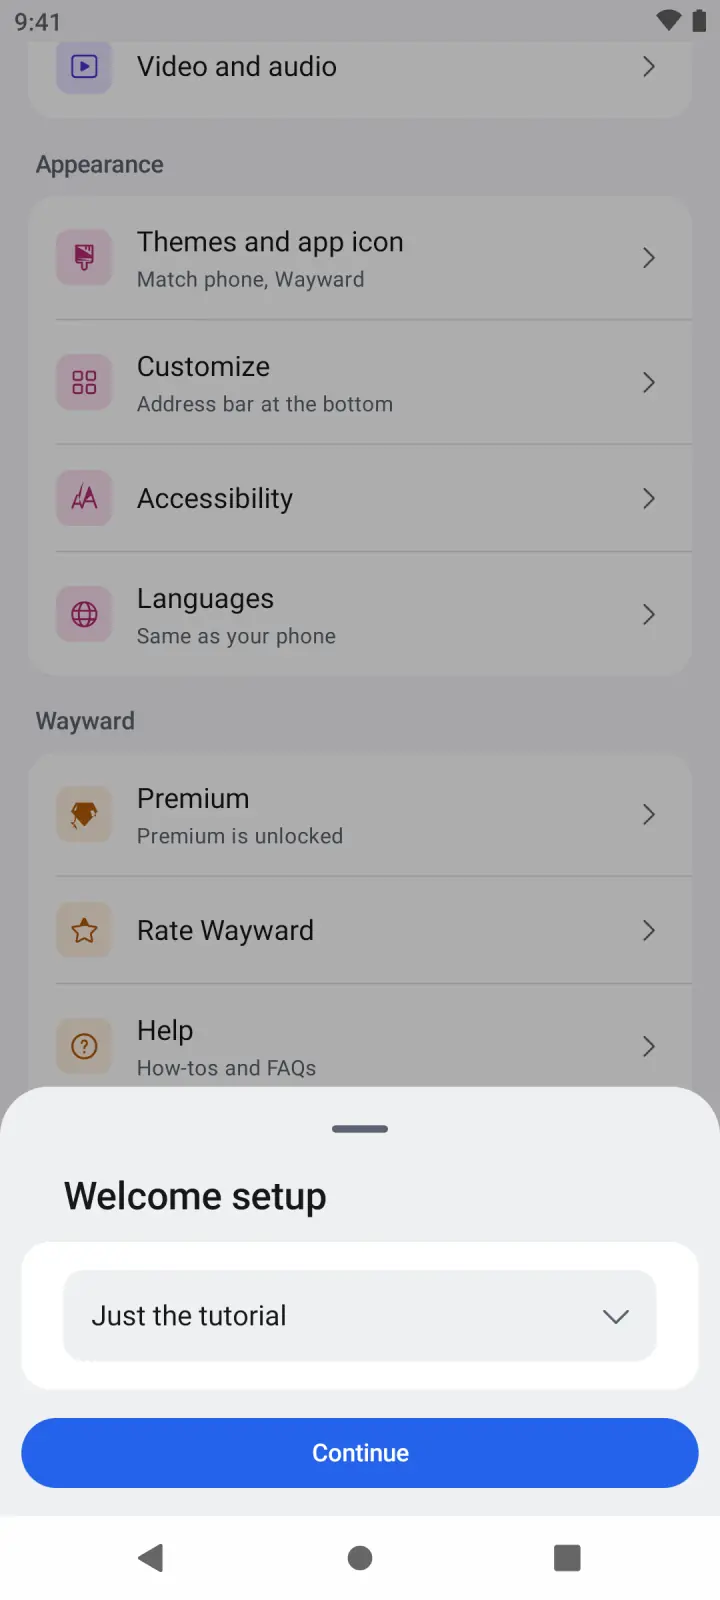 9:41
Video and audio
Appearance
Themes and app icon
Match phone, Wayward
Customize
Address bar at the bottom
Accessibility
Languages
Same as your phone
Wayward
Premium
Premium is unlocked
Rate Wayward
Help
How-tos and FAQs
Welcome setup
Just the tutorial
Continue